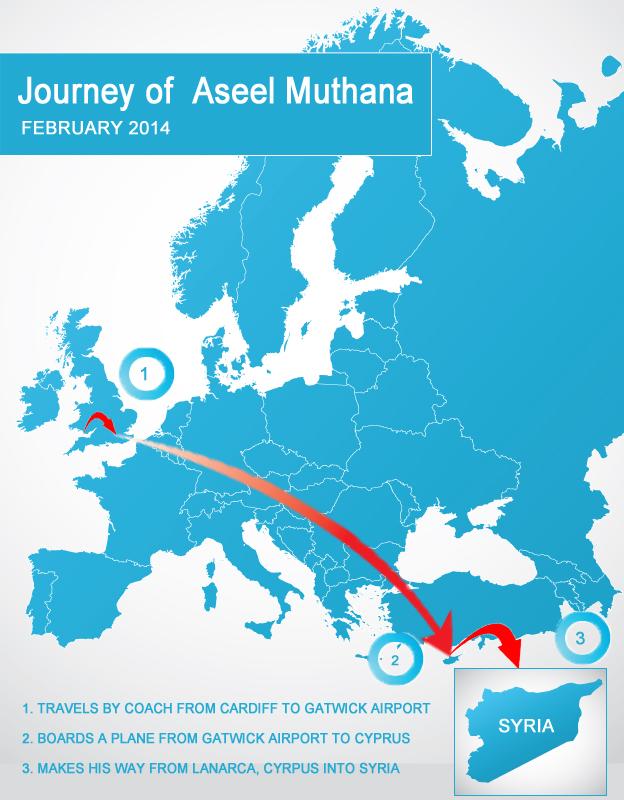 Journey of Aseel Muthana
FEBRUARY 2014
1
2
3
SYRIA
1. TRAVELS BY COACH FROM CARDIFF TO GATWICK AIRPORT
2. BOARDS A PLANE FROM GATWICK AIRPORT TO CYPRUS
3. MAKES HIS WAY FROM LANARCA, CYRPUS INTO SYRIA